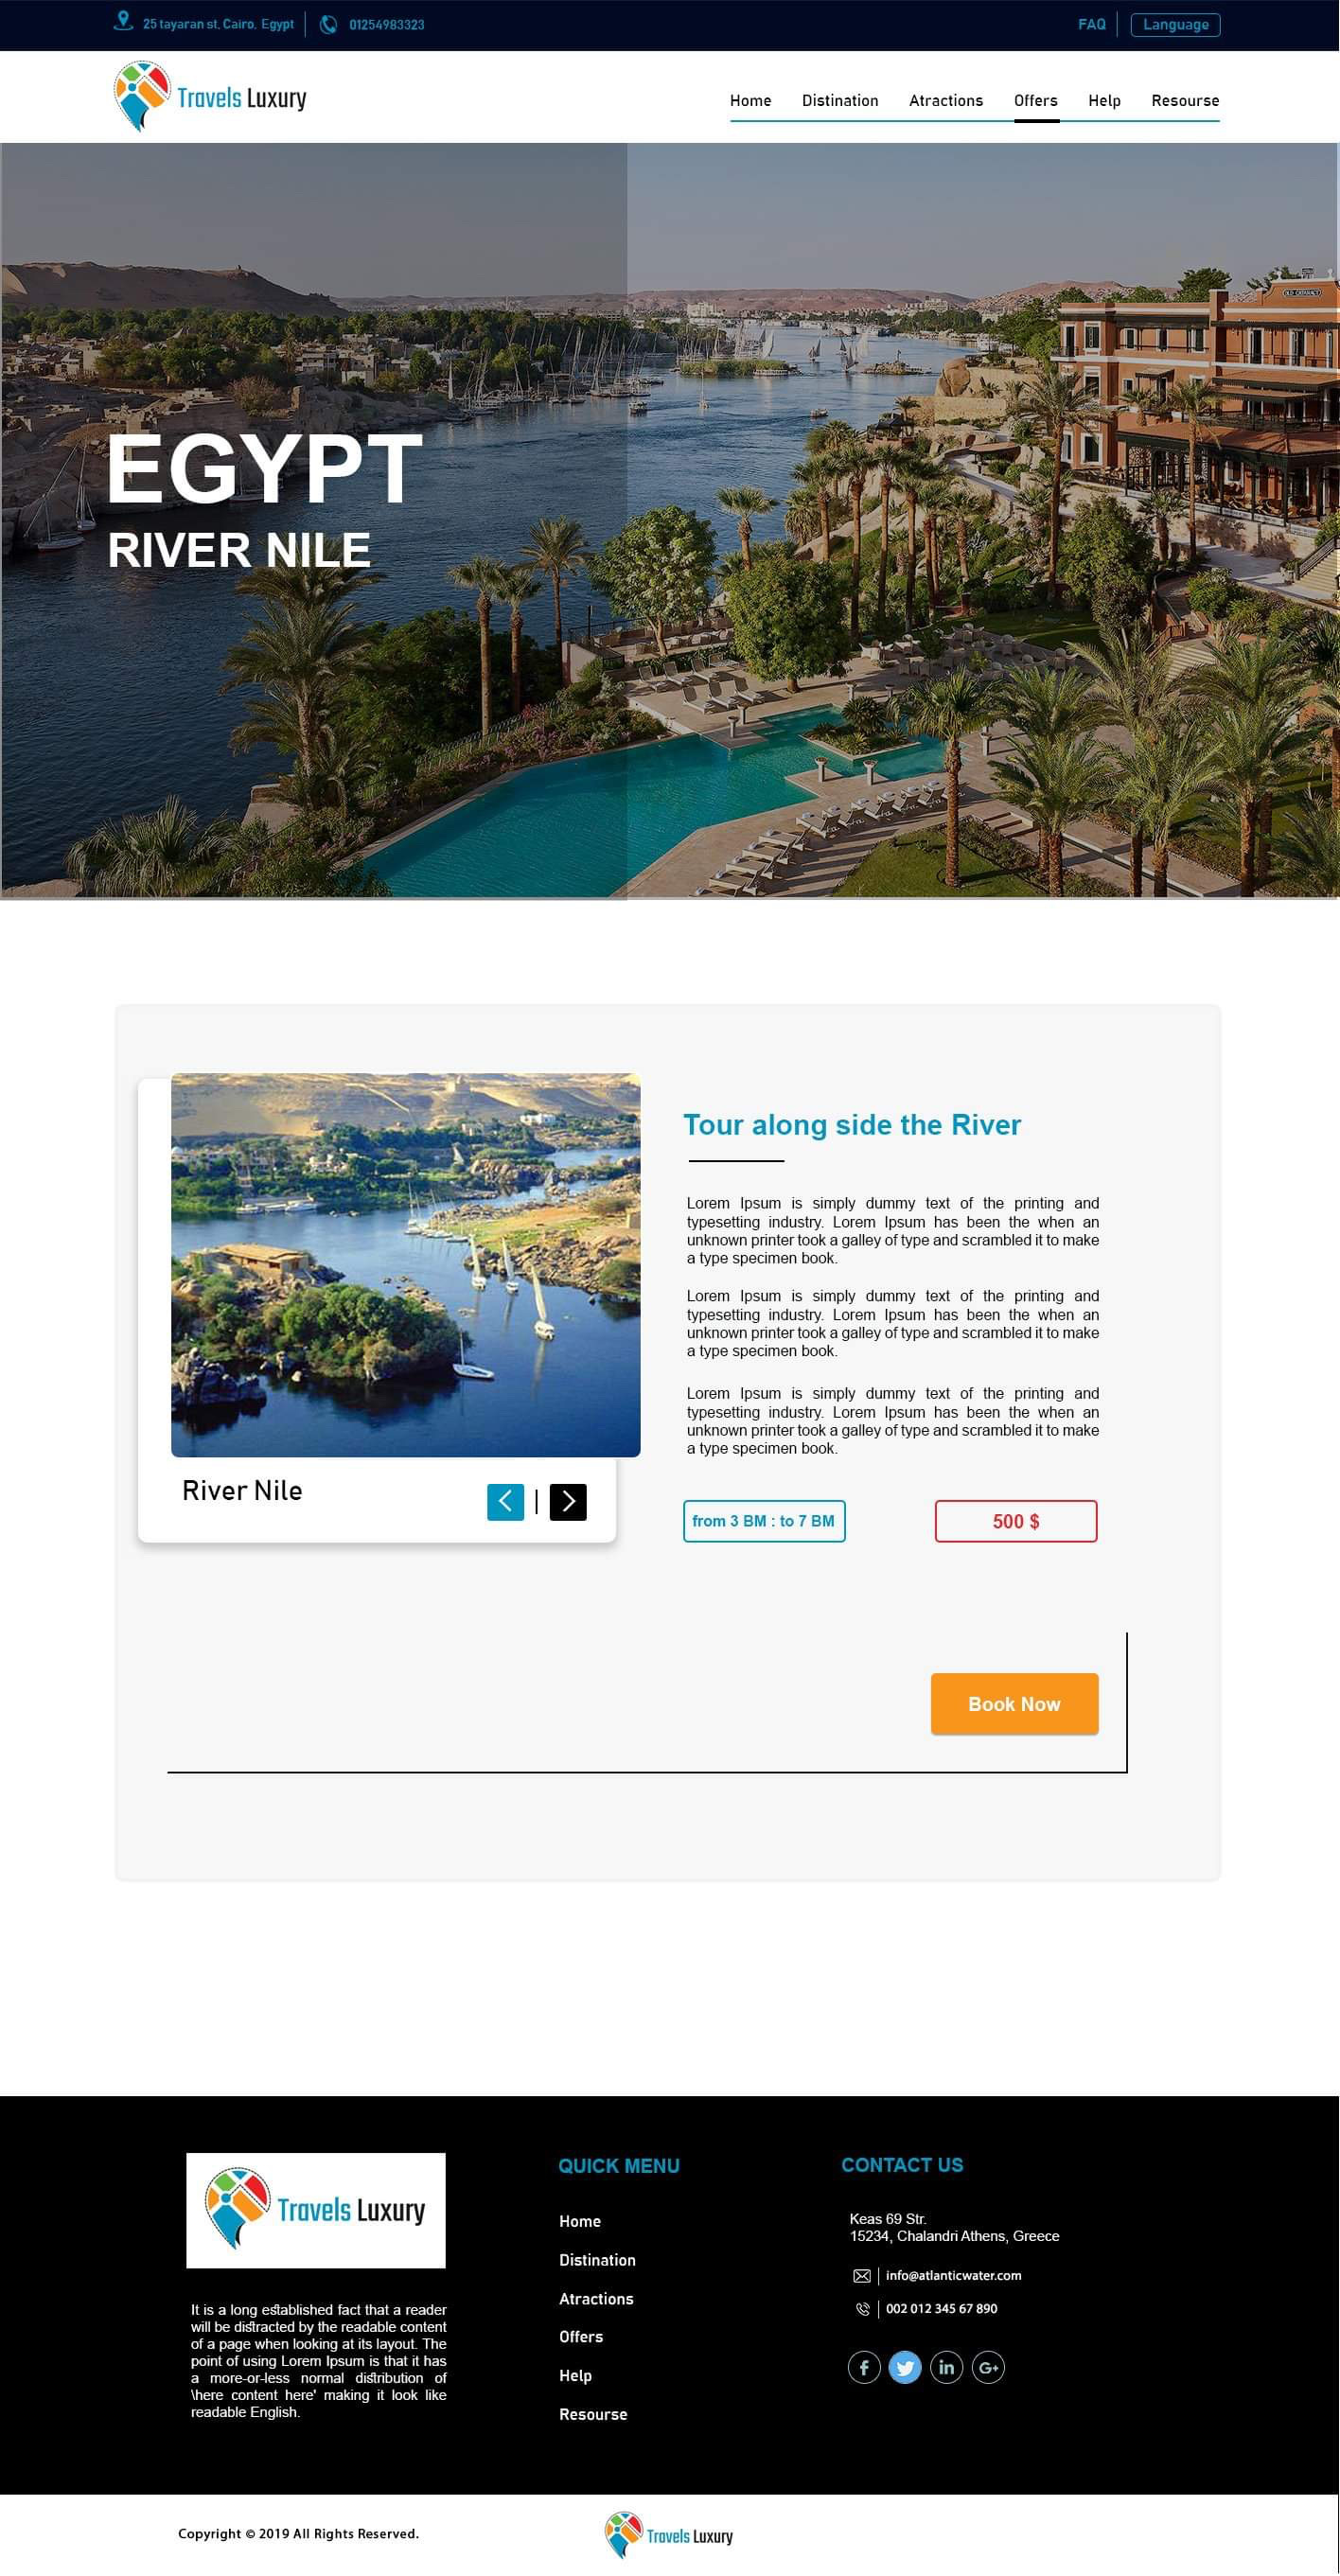 25 tayaran st, Cairo, Egypt
01254983323
FAQ
Language
Travels Luxury
Home
Distination
Atractions
Offers
Help
Resourse
OLD CATARACT
EGYPT
RIVER NILE
Tour along side the River
Lorem Ipsum is simply dummy text of the printing and
typesetting industry. Lorem Ipsum has been the when an
unknown printer took a galley of type and scrambled it to make
a type specimen book.
Lorem Ipsum is simply dummy text of the printing and
typesetting industry. Lorem Ipsum has been the when an
unknown printer took a galley of type and scrambled it to make
a type specimen book.
Lorem Ipsum is simply dummy text of the printing and
typesetting industry. Lorem Ipsum has been the when an
unknown printer took a galley of type and scrambled it to make
a type specimen book.
River Nile
from 3 BM : to 7 BM
500 $
Book Now
Travels Luxury
It is a long established fact that a reader
will be distracted by the readable content
of a page when looking at its layout. The
point of using Lorem Ipsum is that it has
a more-or-less normal distribution of
\here content here' making it look like
readable English.
QUICK MENU
Home
Distination
Atractions
Offers
Help
Resourse
CONTACT US
Keas 69 Str.
15234, Chalandri Athens, Greece
info@atlanticwater.com
002 012 345 67 890
Copyright © 2019 All Rights Reserved.
Travels Luxury